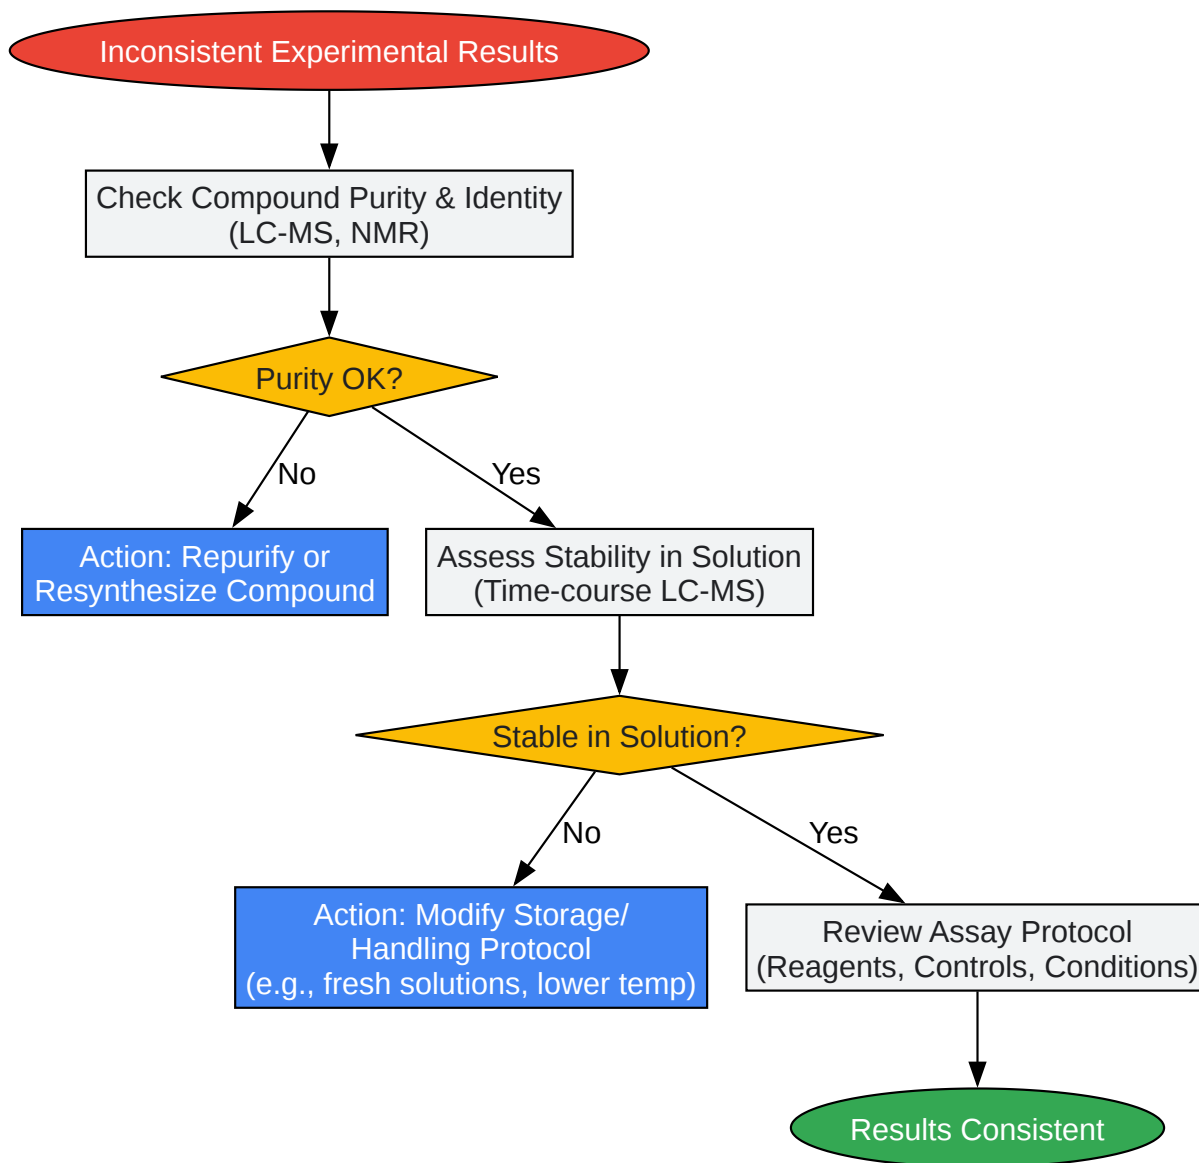 Inconsistent Experimental Results
Check Compound Purity & Identity
(LC-MS, NMR)
Purity OK?
No
Yes
Action: Repurify or
Resynthesize Compound
Assess Stability in Solution
(Time-course LC-MS)
Stable in Solution?
No
Yes
Action: Modify Storage/
Handling Protocol
(e.g., fresh solutions, lower temp)
Review Assay Protocol
(Reagents, Controls, Conditions)
Results Consistent